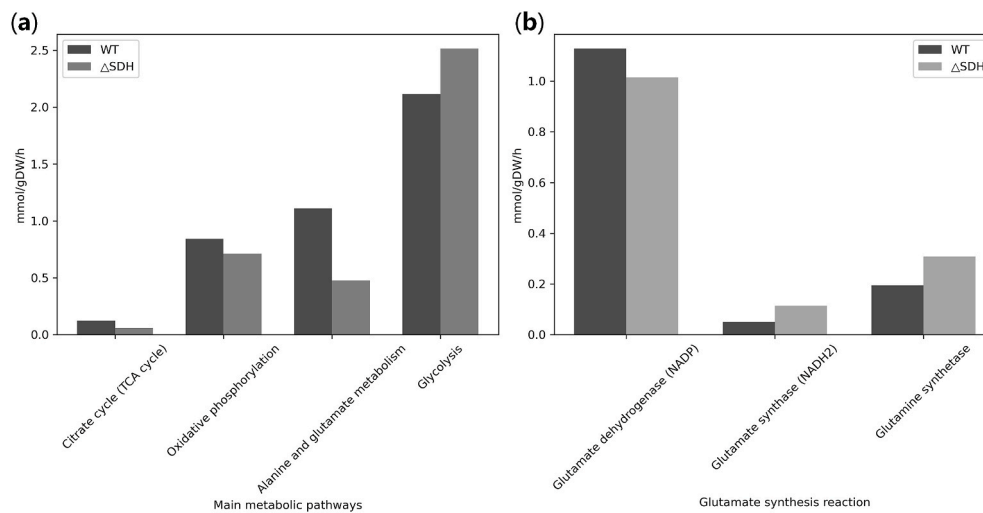 (a)
WT
△SDH
2.5
2.0
1.5
1.0
0.5
0.0
mmol/gDW/h
Citrate cycle (TCA cycle)
Oxidative phosphorylation
Alanine and glutamate metabolism
Glycolysis
Main metabolic pathways
(b)
WT
△SDH
1.0
0.8
0.6
0.4
0.2
0.0
mmol/gDW/h
Glutamate dehydrogenase (NADP)
Glutamate synthase (NADH2)
Glutamine synthetase
Glutamate synthesis reaction